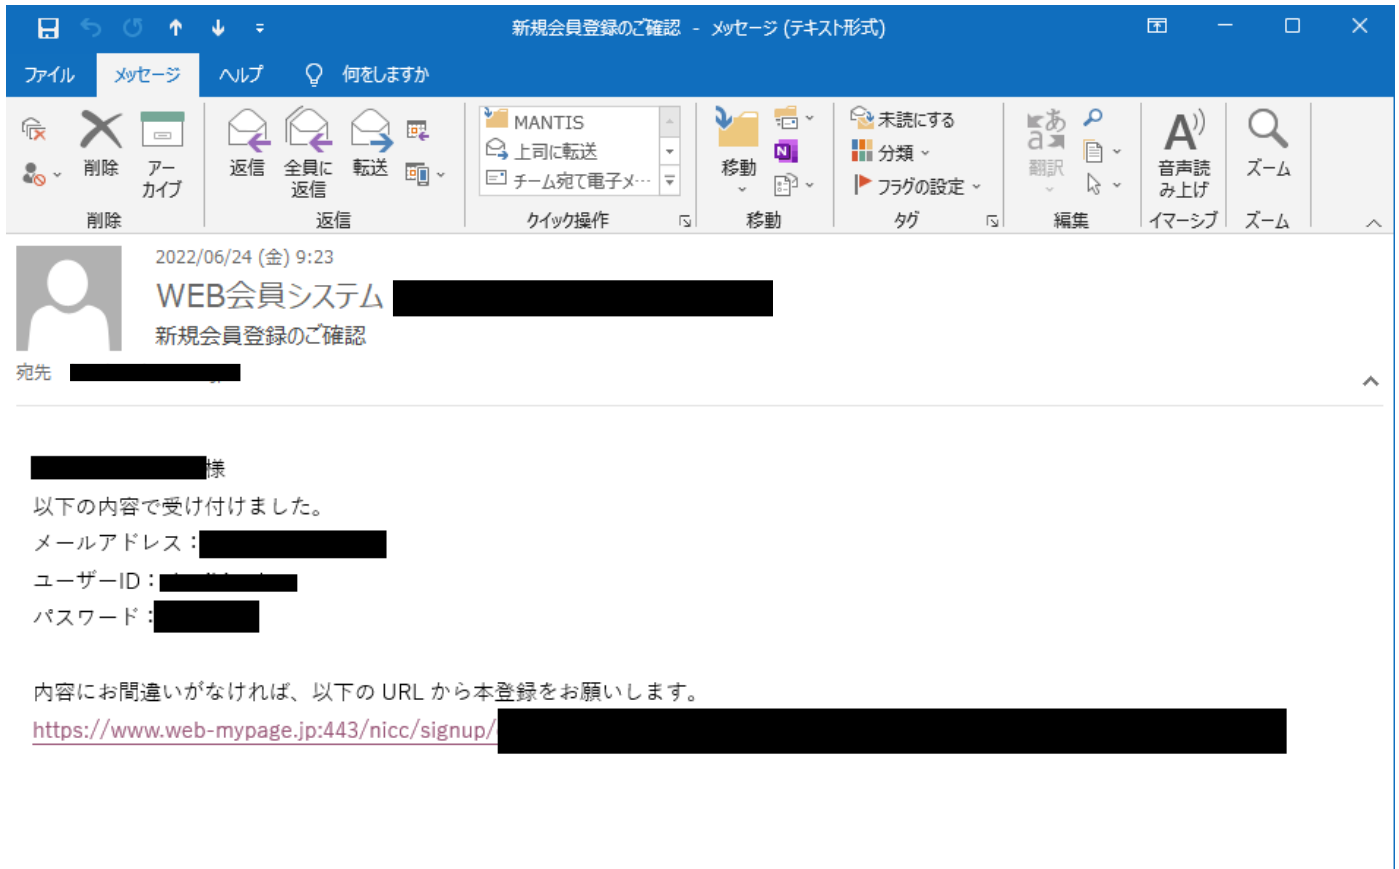 新規会員登録のご確認 - メッセージ (テキスト形式)
ファイル メッセージ ヘルプ 何をしますか
削除 アーカイブ 返信 全員に返信 転送
MANTIS
上司に転送
チーム宛て電子メ…
移動 未読にする
分類
フラグの設定
翻訳 音声読み上げ ズーム
削除 返信 クイック操作 移動 タグ 編集 イマーシブ ズーム
2022/06/24 (金) 9:23
WEB会員システム
新規会員登録のご確認
宛先
様
以下の内容で受け付けました。
メールアドレス：
ユーザーID：
パスワード：
内容にお間違いがなければ、以下の URL から本登録をお願いします。
https://www.web-mypage.jp:443/nicc/signup/